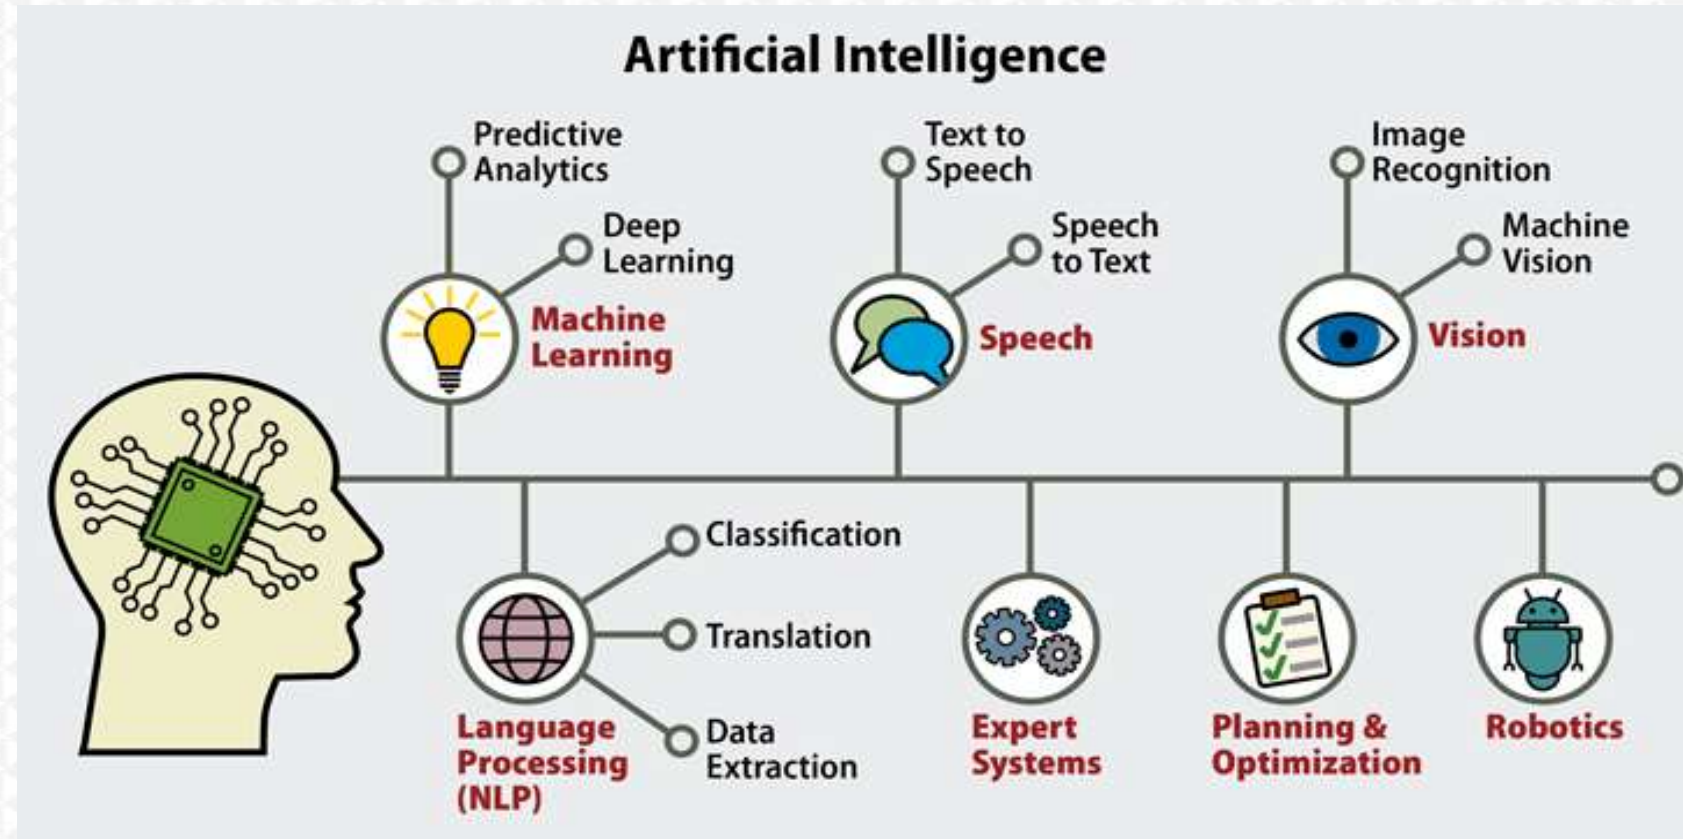 Artificial Intelligence
Predictive
Analytics
Deep
Learning
Machine
Learning
Text to
Speech
Speech
to Text
Speech
Image
Recognition
Machine
Vision
Vision
Classification
Translation
Data
Extraction
Language
Processing
(NLP)
Expert
Systems
Planning &
Optimization
Robotics